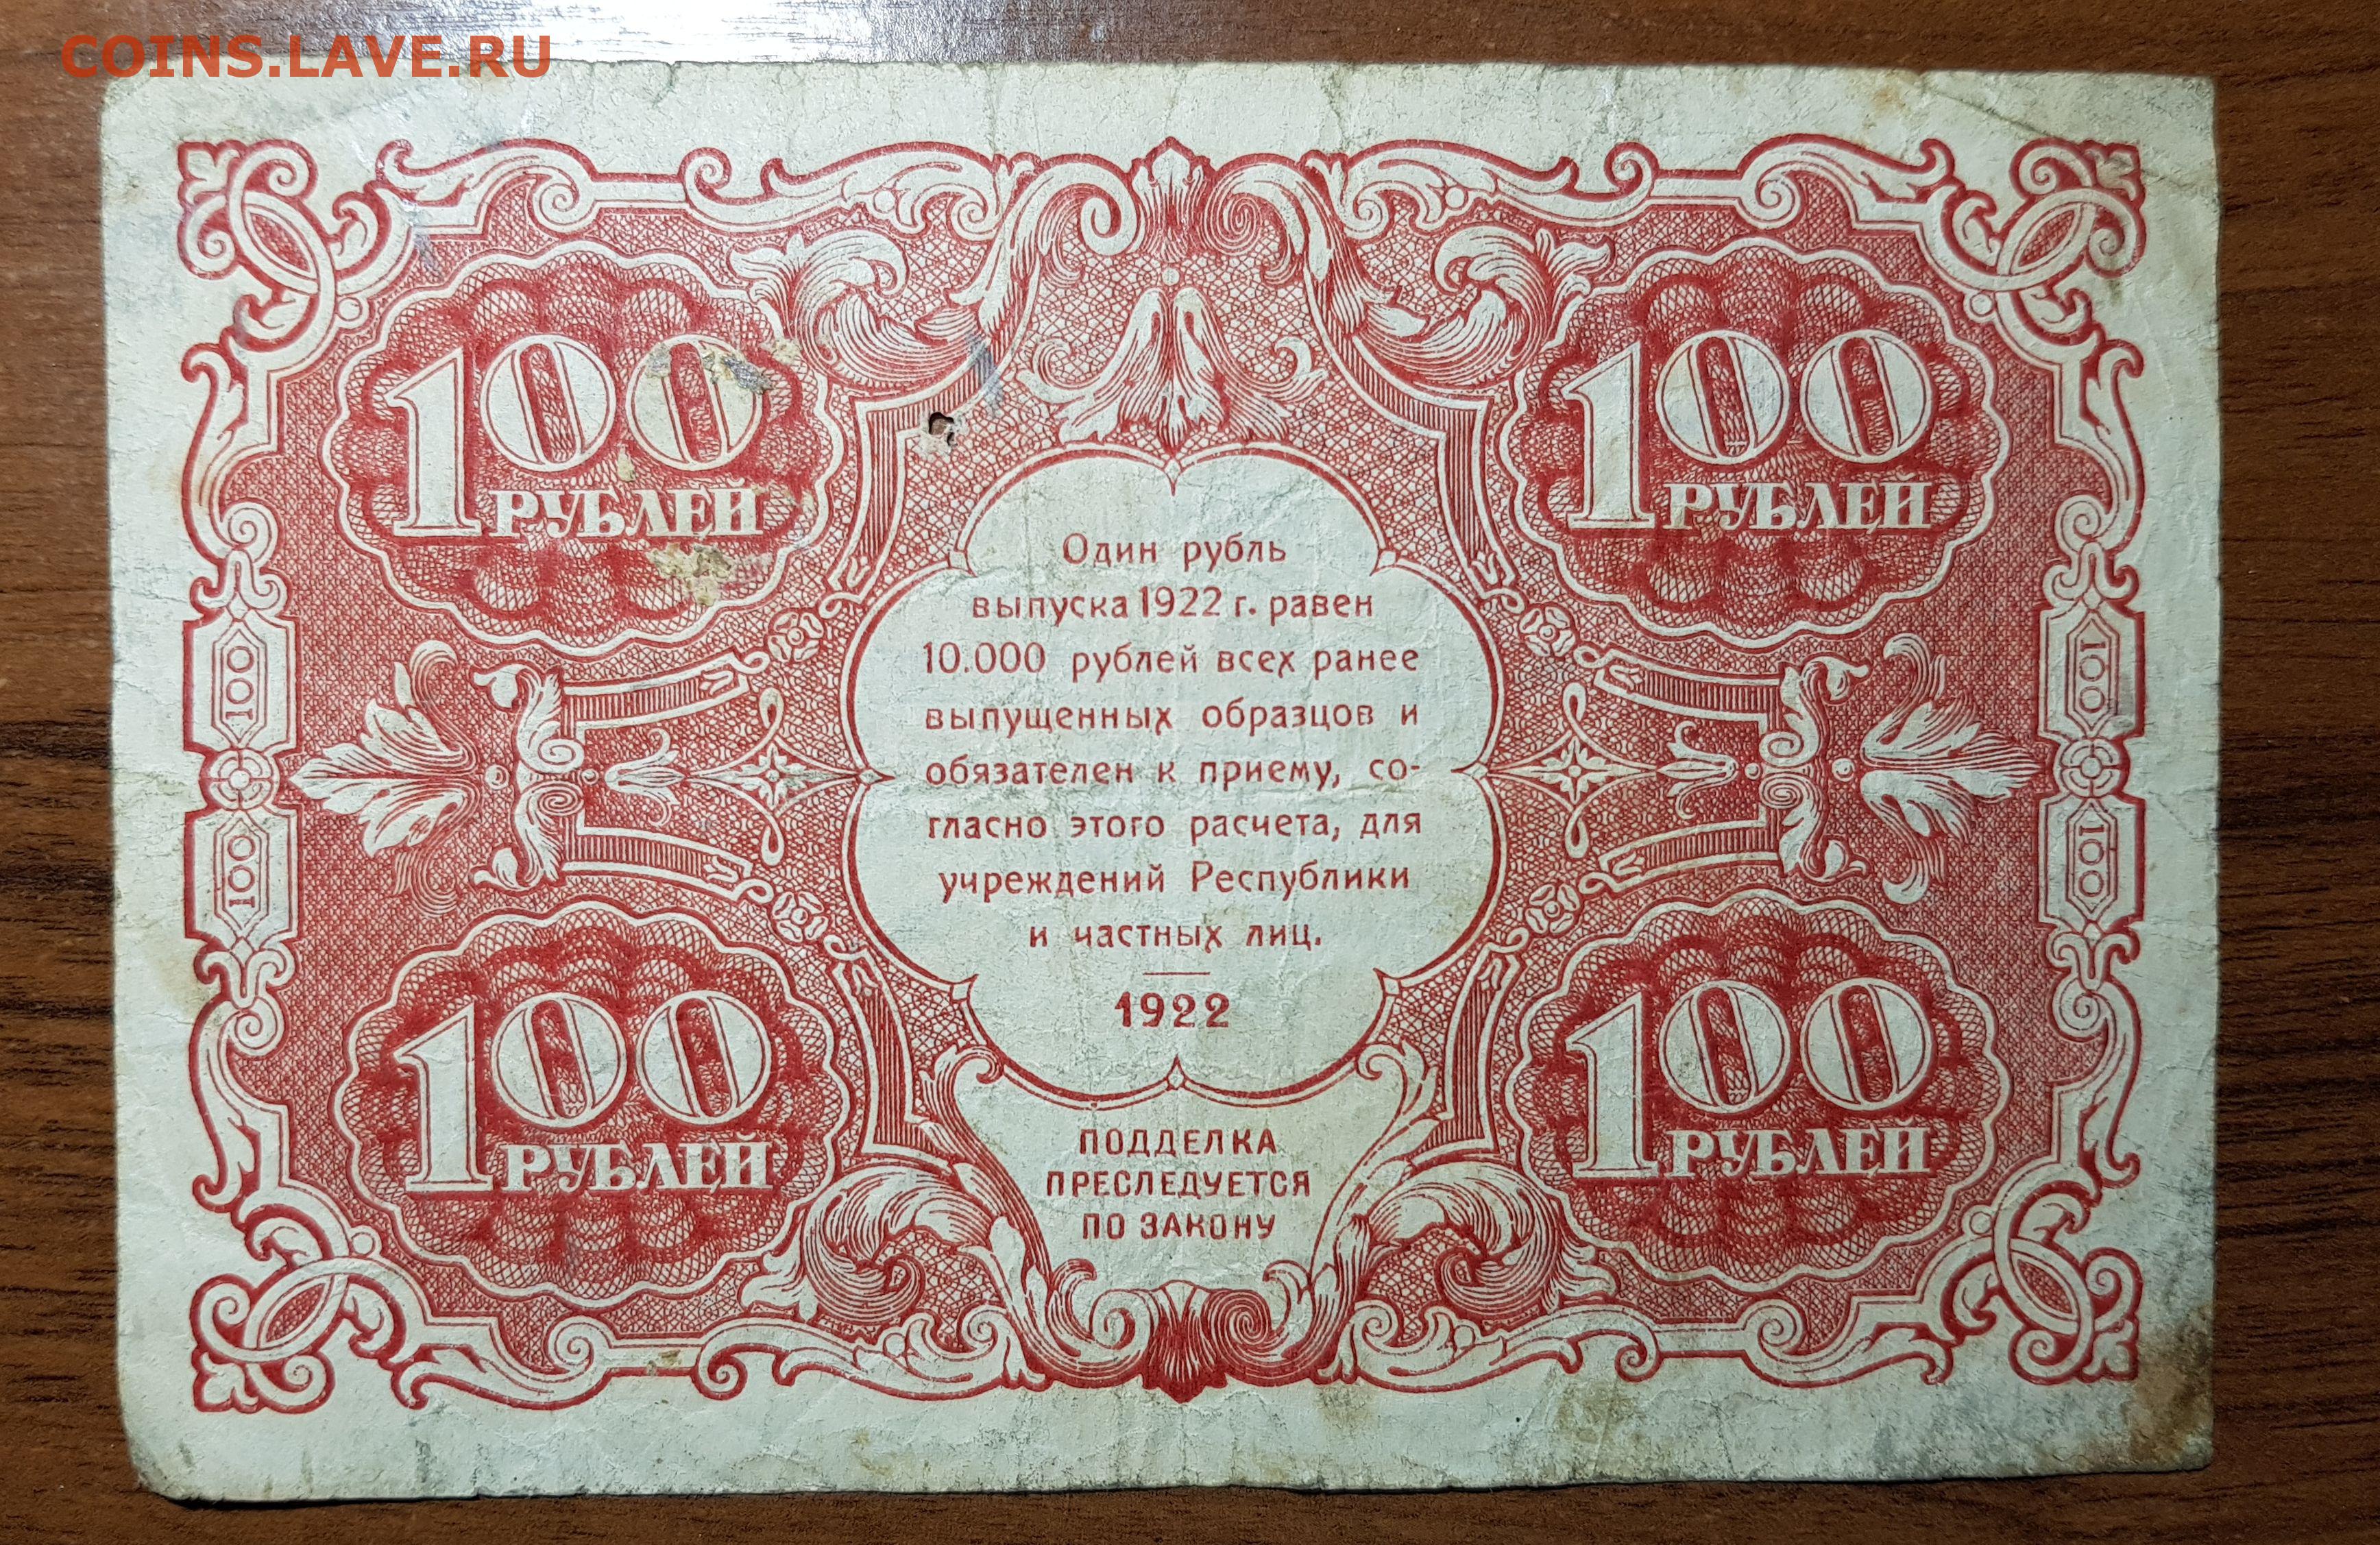 COINS.LAVE.RU
100
РУБЛЕЙ
100
РУБЛЕЙ
Один рубль
выпуска 1922 г. равен
10.000 рублей всех ранее
выпущенных образцов и
обязателен к приему, со-
гласно этого расчета, для
учреждений Республики
и частных лиц.
1922
100
100
100
100
100
РУБЛЕЙ
100
РУБЛЕЙ
ПОДДЕЛКА
ПРЕСЛЕДУЕТСЯ
ПО ЗАКОНУ